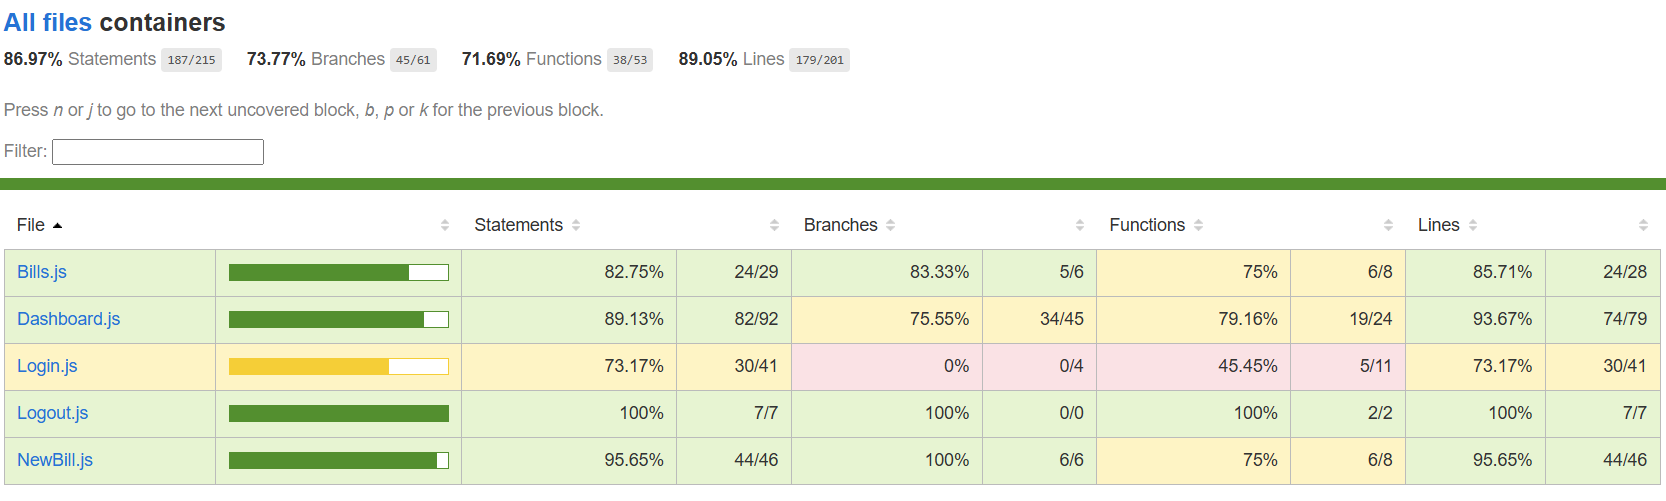 All files containers
86.97% Statements 187/215 73.77% Branches 45/61 71.69% Functions 38/53 89.05% Lines 179/201
Press n or j to go to the next uncovered block, b, p or k for the previous block.
Filter:
File Statements Branches Functions Lines
Bills.js 82.75% 24/29 83.33% 5/6 75% 6/8 85.71% 24/28
Dashboard.js 89.13% 82/92 75.55% 34/45 79.16% 19/24 93.67% 74/79
Login.js 73.17% 30/41 0% 0/4 45.45% 5/11 73.17% 30/41
Logout.js 100% 7/7 100% 0/0 100% 2/2 100% 7/7
NewBill.js 95.65% 44/46 100% 6/6 75% 6/8 95.65% 44/46